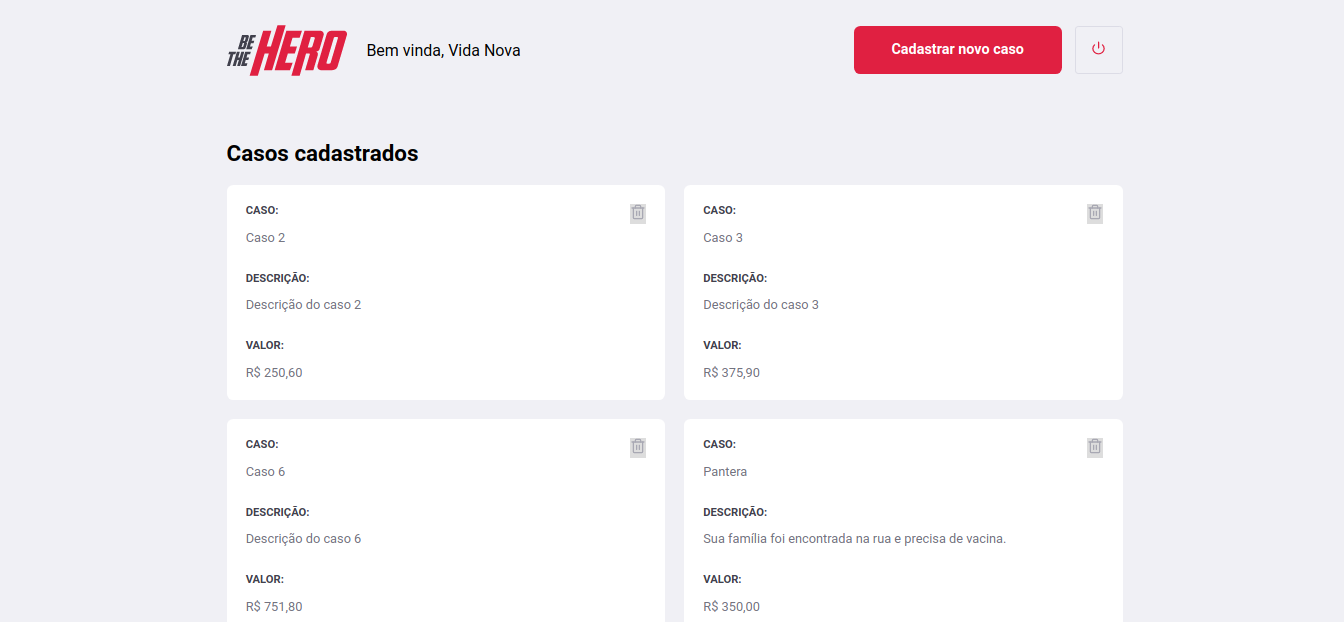 BE THE HERO
Bem vinda, Vida Nova
Cadastrar novo caso
Casos cadastrados
CASO:
Caso 2
DESCRIÇÃO:
Descrição do caso 2
VALOR:
R$ 250,60
CASO:
Caso 3
DESCRIÇÃO:
Descrição do caso 3
VALOR:
R$ 375,90
CASO:
Caso 6
DESCRIÇÃO:
Descrição do caso 6
VALOR:
R$ 751,80
CASO:
Pantera
DESCRIÇÃO:
Sua família foi encontrada na rua e precisa de vacina.
VALOR:
R$ 350,00